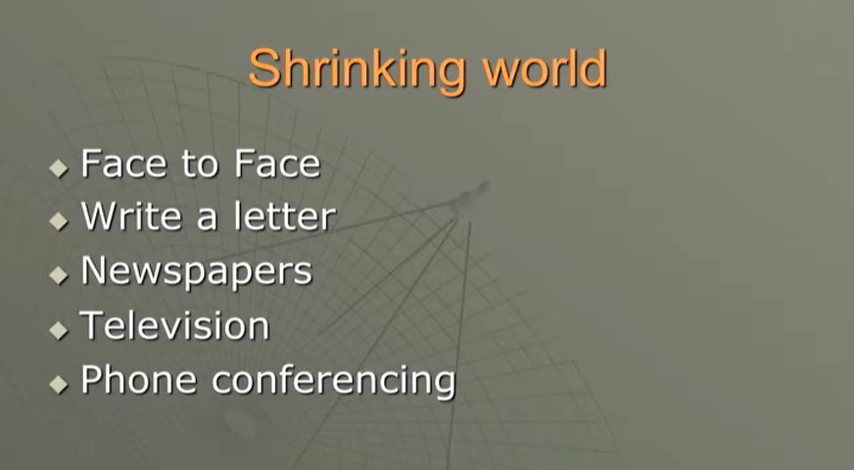 Shrinking world
Face to Face
Write a letter
Newspapers
Television
Phone conferencing